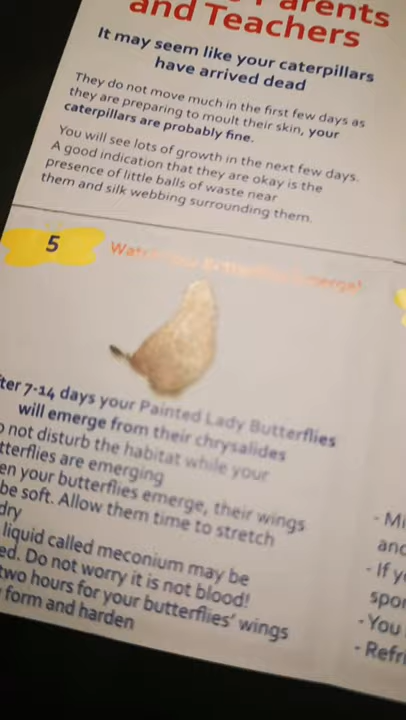 Parents
and Teachers
It may seem like your caterpillars
have arrived dead
They do not move much in the first few days as
they are preparing to moult their skin, your
caterpillars are probably fine.
You will see lots of growth in the next few days.
A good indication that they are okay is the
presence of little balls of waste near
them and silk webbing surrounding them.
5
Watch Your Butterflies Emerge!
ter 7-14 days your Painted Lady Butterflies
will emerge from their chrysalides
o not disturb the habitat while your
tterflies are emerging
en your butterflies emerge, their wings
be soft. Allow them time to stretch
dry
liquid called meconium may be
ed. Do not worry it is not blood!
two hours for your butterflies' wings
form and harden
- Mi
and
- If y
spo
- You
- Refri